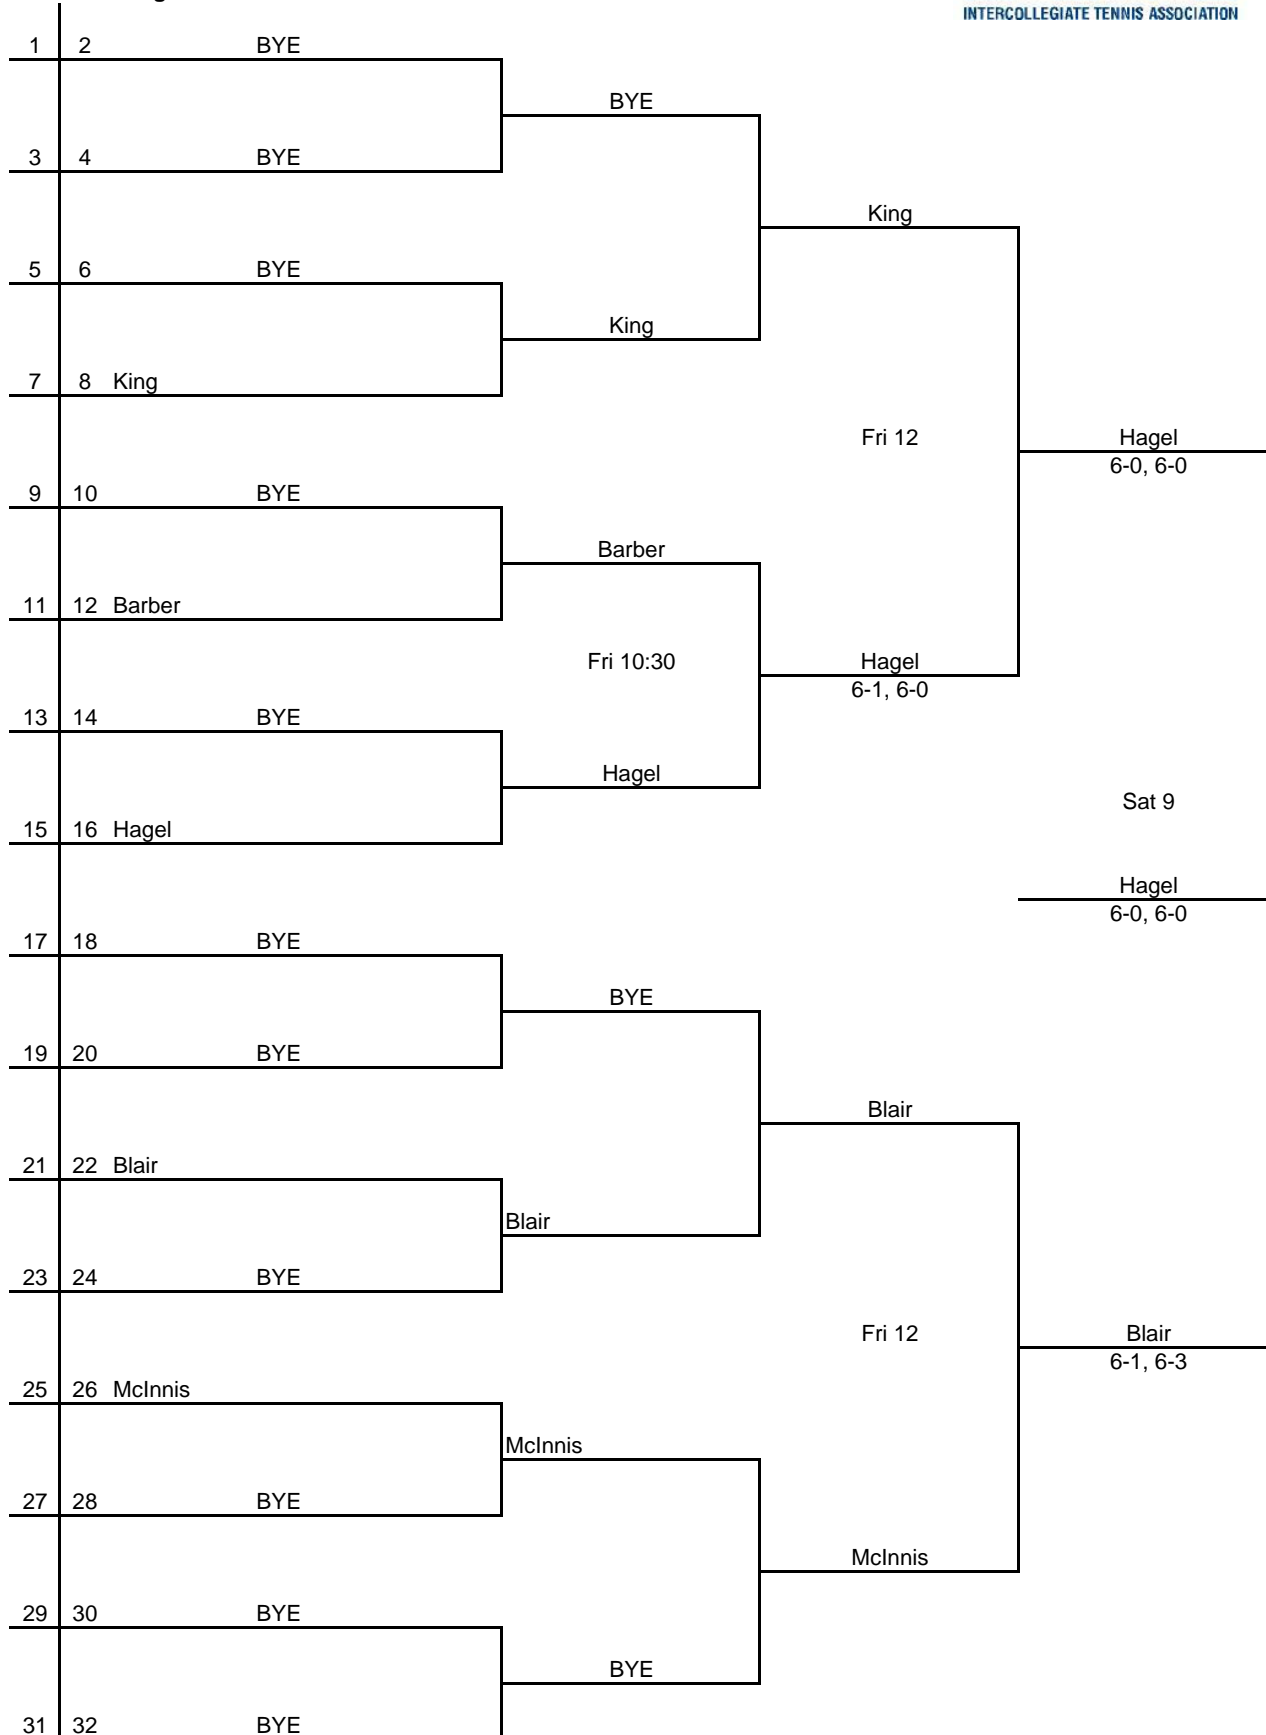 INTERCOLLEGIATE TENNIS ASSOCIATION
1 2 BYE
BYE
3 4 BYE
King
5 6 BYE
King
7 8 King
Fri 12 Hagel
6-0, 6-0
9 10 BYE
Barber
11 12 Barber
Fri 10:30 Hagel
6-1, 6-0
13 14 BYE
Hagel
Sat 9
15 16 Hagel
Hagel
6-0, 6-0
17 18 BYE
BYE
19 20 BYE
Blair
21 22 Blair
Blair
23 24 BYE
Fri 12 Blair
6-1, 6-3
25 26 McInnis
McInnis
27 28 BYE
McInnis
29 30 BYE
BYE
31 32 BYE